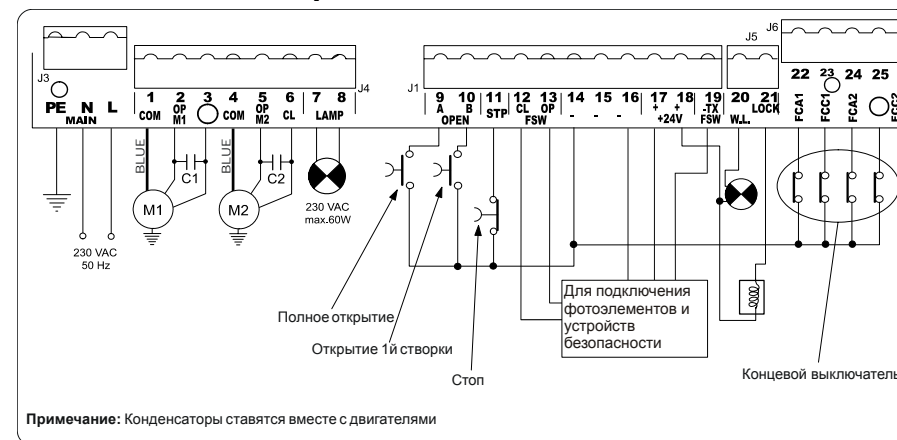 J6
J5
J3
J4
J1
PE N L
MAIN
1 2 3 4 5 6 7 8
COM OP M1 COM OP M2 CL LAMP
9 10 11 12 13 14 15 16 17 18 19 20 21
A B STP CL OP - - - + + -TX LOCK
OPEN FSW +24V FSW W.L.
22 23 24 25
FCA1 FCC1 FCA2 FCC2
BLUE BLUE
C1 C2
M1 M2
230 VAC
max.60W
230 VAC
50 Hz
Полное открытие
Открытие 1й створки
Стоп
Для подключения
фотоэлементов и
устройств
безопасности
Концевой выключатель
Примечание: Конденсаторы ставятся вместе с двигателями